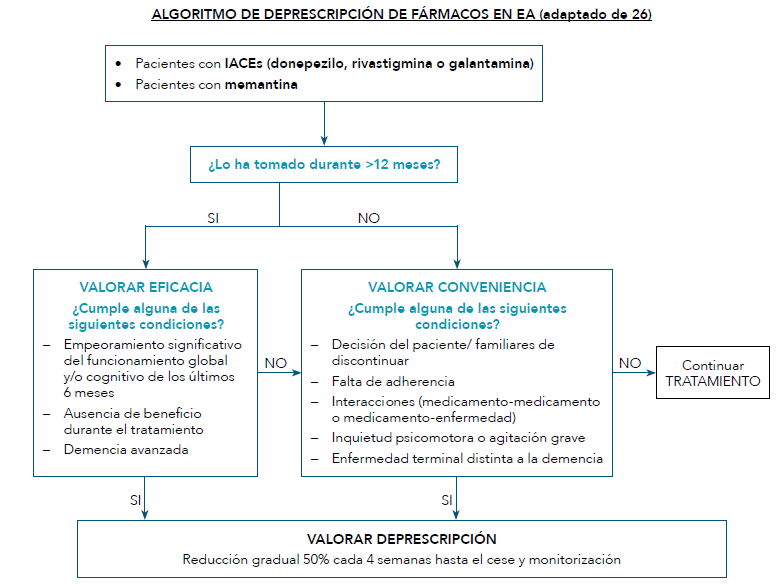 ALGORITMO DE DEPRESCRIPCIÓN DE FÁRMACOS EN EA (adaptado de 26)
• Pacientes con IACEs (donepezilo, rivastigmina o galantamina)
• Pacientes con memantina
¿Lo ha tomado durante >12 meses?
SI
NO
VALORAR EFICACIA
¿Cumple alguna de las
siguientes condiciones?
– Empeoramiento significativo
del funcionamiento global
y/o cognitivo de los últimos
6 meses
– Ausencia de beneficio
durante el tratamiento
– Demencia avanzada
NO
VALORAR CONVENIENCIA
¿Cumple alguna de las siguientes
condiciones?
– Decisión del paciente/ familiares de
discontinuar
– Falta de adherencia
– Interacciones (medicamento-medicamento
o medicamento-enfermedad)
– Inquietud psicomotora o agitación grave
– Enfermedad terminal distinta a la demencia
NO
Continuar
TRATAMIENTO
SI
SI
VALORAR DEPRESCRIPCIÓN
Reducción gradual 50% cada 4 semanas hasta el cese y monitorización